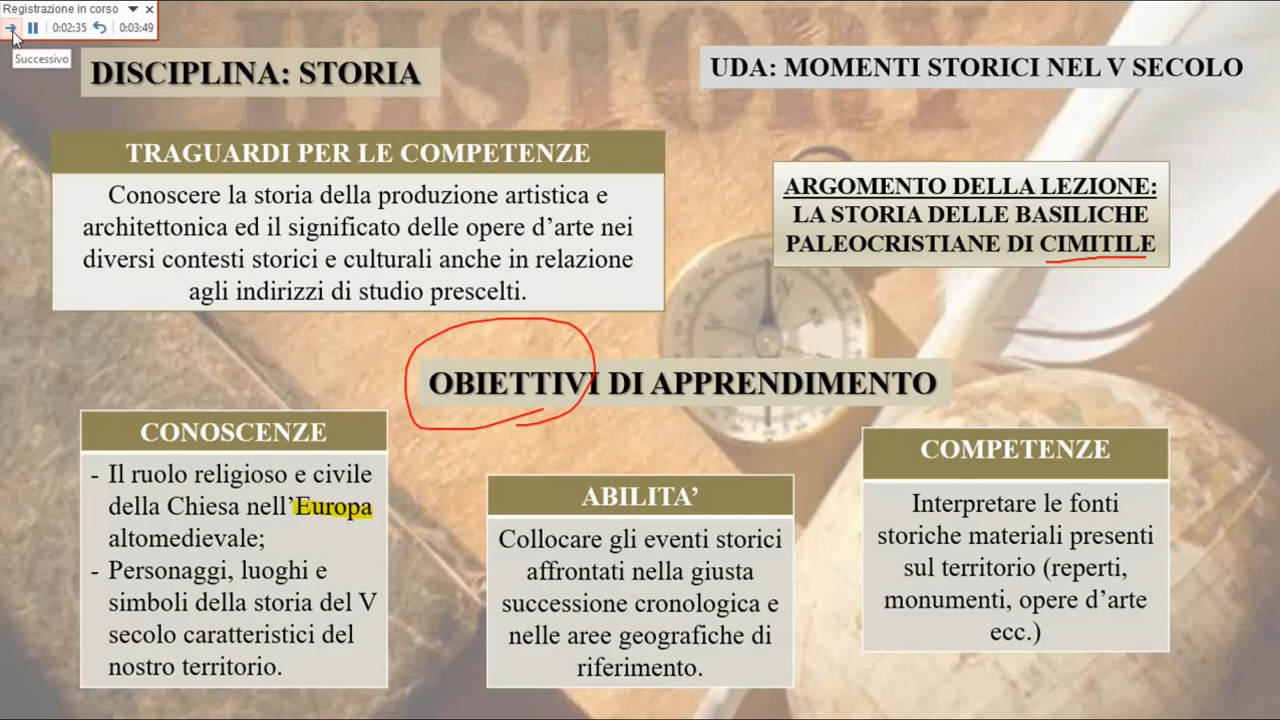 Registrazione in corso
0:02:35
0:03:49
Successivo
DISCIPLINA: STORIA
UDA: MOMENTI STORICI NEL V SECOLO
HISTORY
TRAGUARDI PER LE COMPETENZE
Conoscere la storia della produzione artistica e
architettonica ed il significato delle opere d’arte nei
diversi contesti storici e culturali anche in relazione
agli indirizzi di studio prescelti.
ARGOMENTO DELLA LEZIONE:
LA STORIA DELLE BASILICHE
PALEOCRISTIANE DI CIMITILE
OBIETTIVI DI APPRENDIMENTO
CONOSCENZE
- Il ruolo religioso e civile
della Chiesa nell’Europa
altomedievale;
- Personaggi, luoghi e
simboli della storia del V
secolo caratteristici del
nostro territorio.
ABILITA’
Collocare gli eventi storici
affrontati nella giusta
successione cronologica e
nelle aree geografiche di
riferimento.
COMPETENZE
Interpretare le fonti
storiche materiali presenti
sul territorio (reperti,
monumenti, opere d’arte
ecc.)